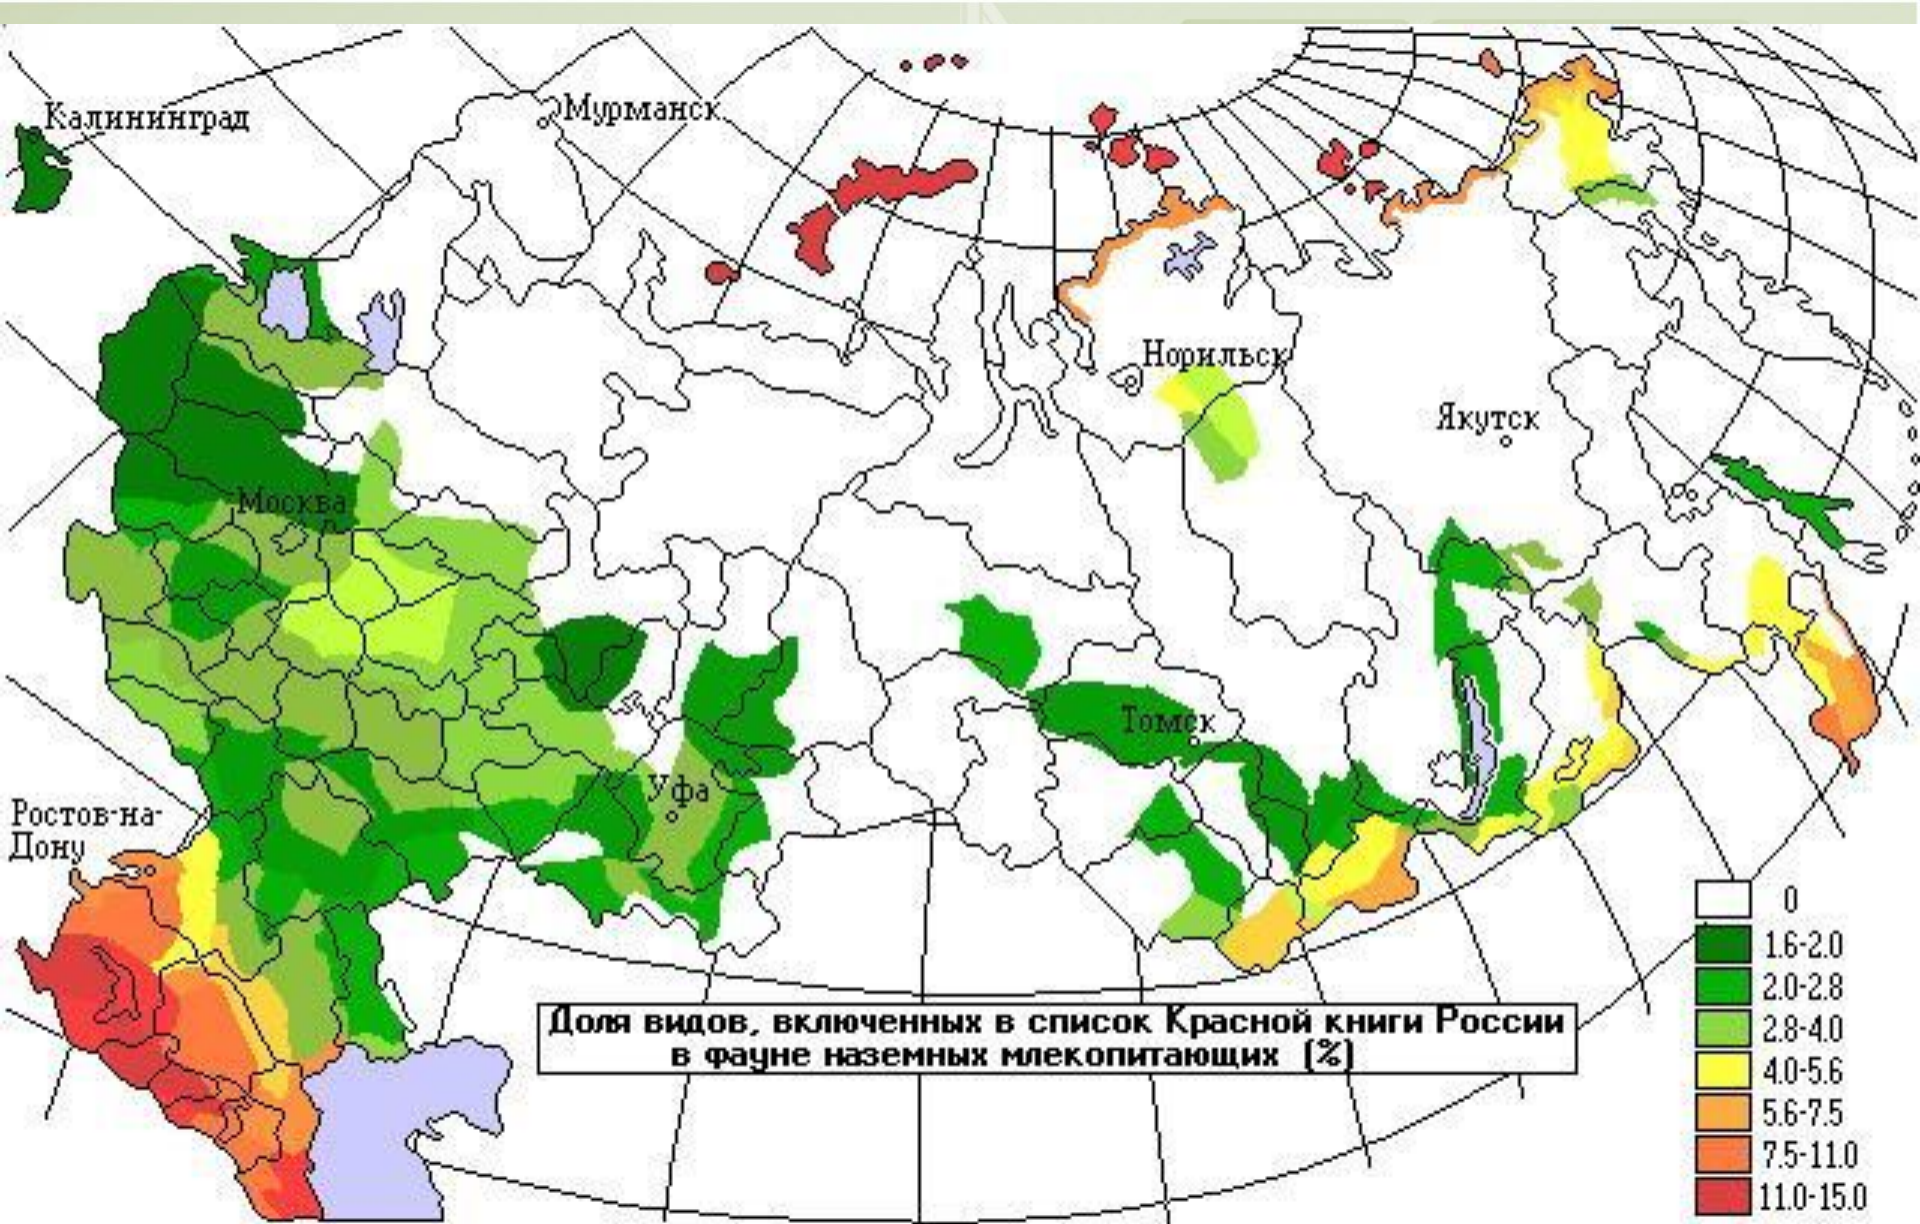 Калининград
Мурманск
Норильск
Якутск
Москва
Томск
Уфа
Ростов-на-
Дону
Доля видов, включенных в список Красной книги России
в фауне наземных млекопитающих (%)
0
1.6-2.0
2.0-2.8
2.8-4.0
4.0-5.6
5.6-7.5
7.5-11.0
11.0-15.0